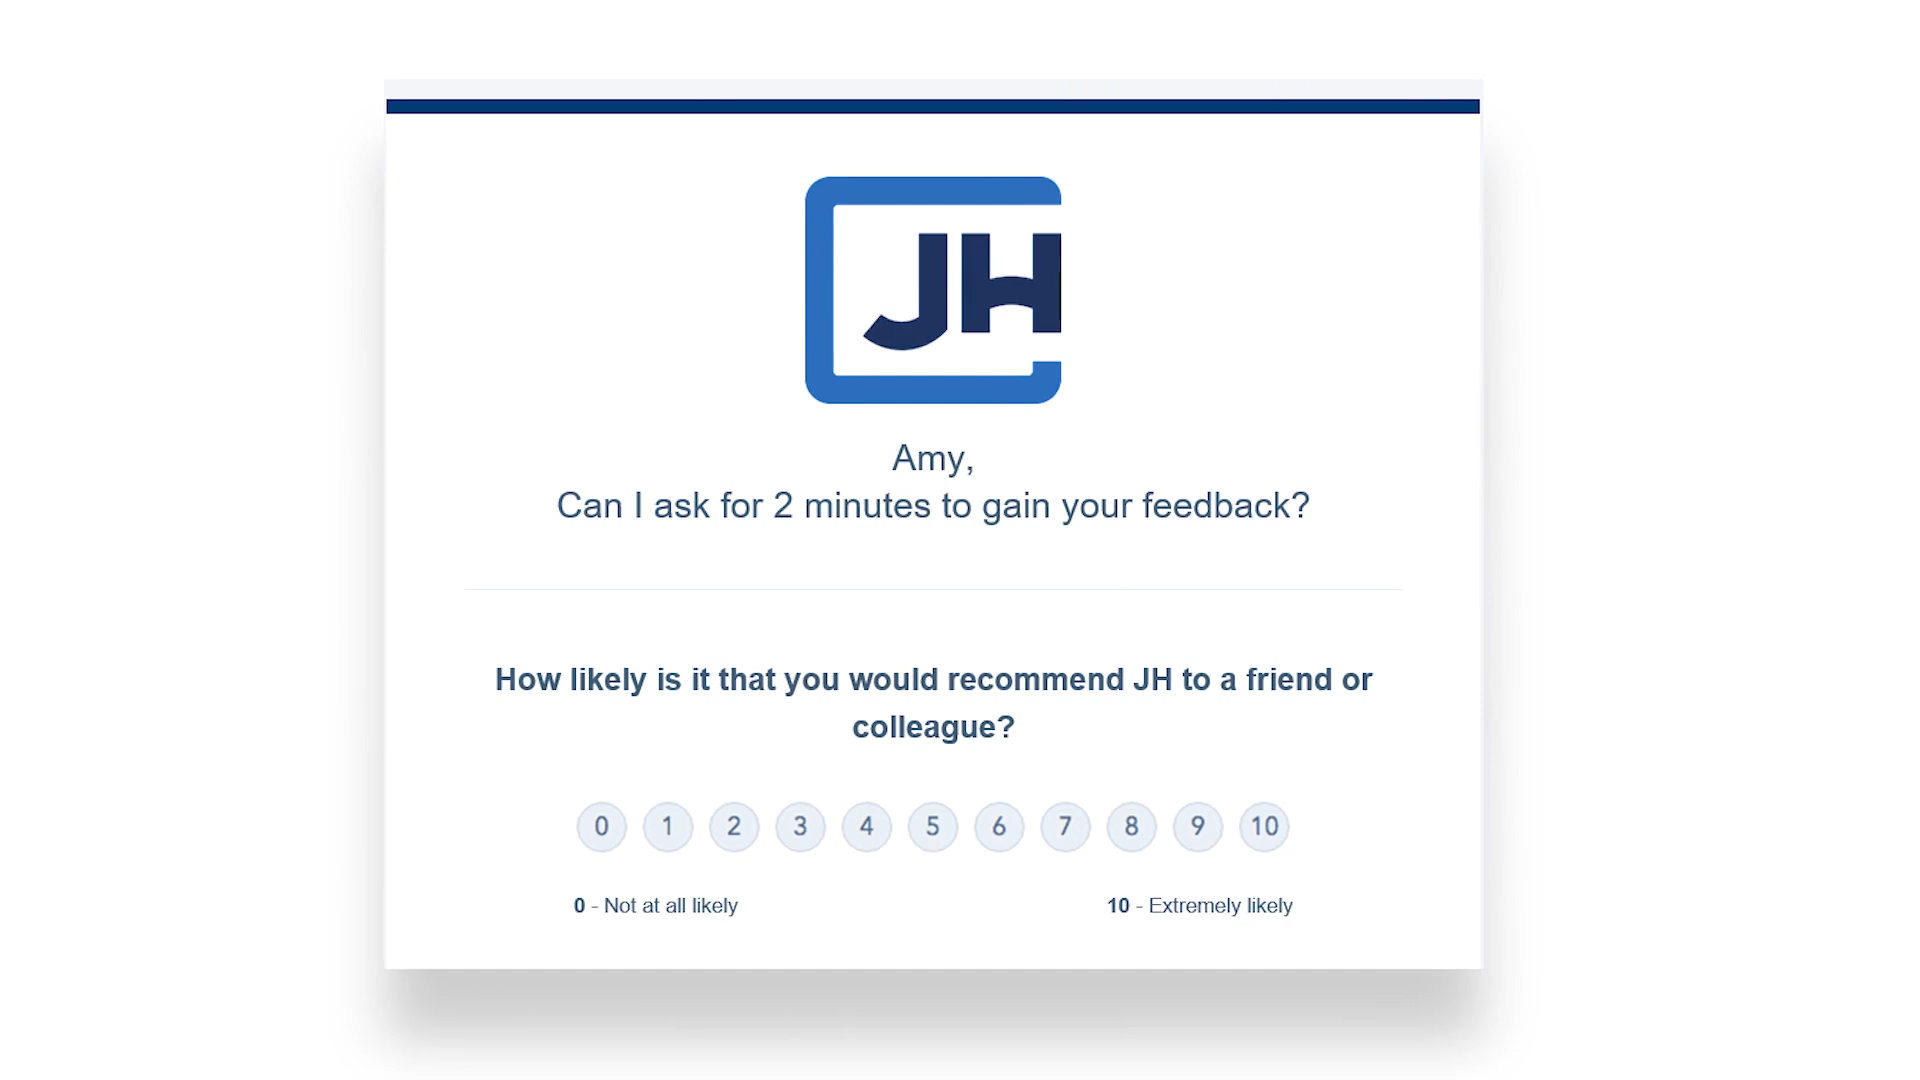 JH
Amy,
Can I ask for 2 minutes to gain your feedback?
How likely is it that you would recommend JH to a friend or
colleague?
0 1 2 3 4 5 6 7 8 9 10
0 - Not at all likely 10 - Extremely likely